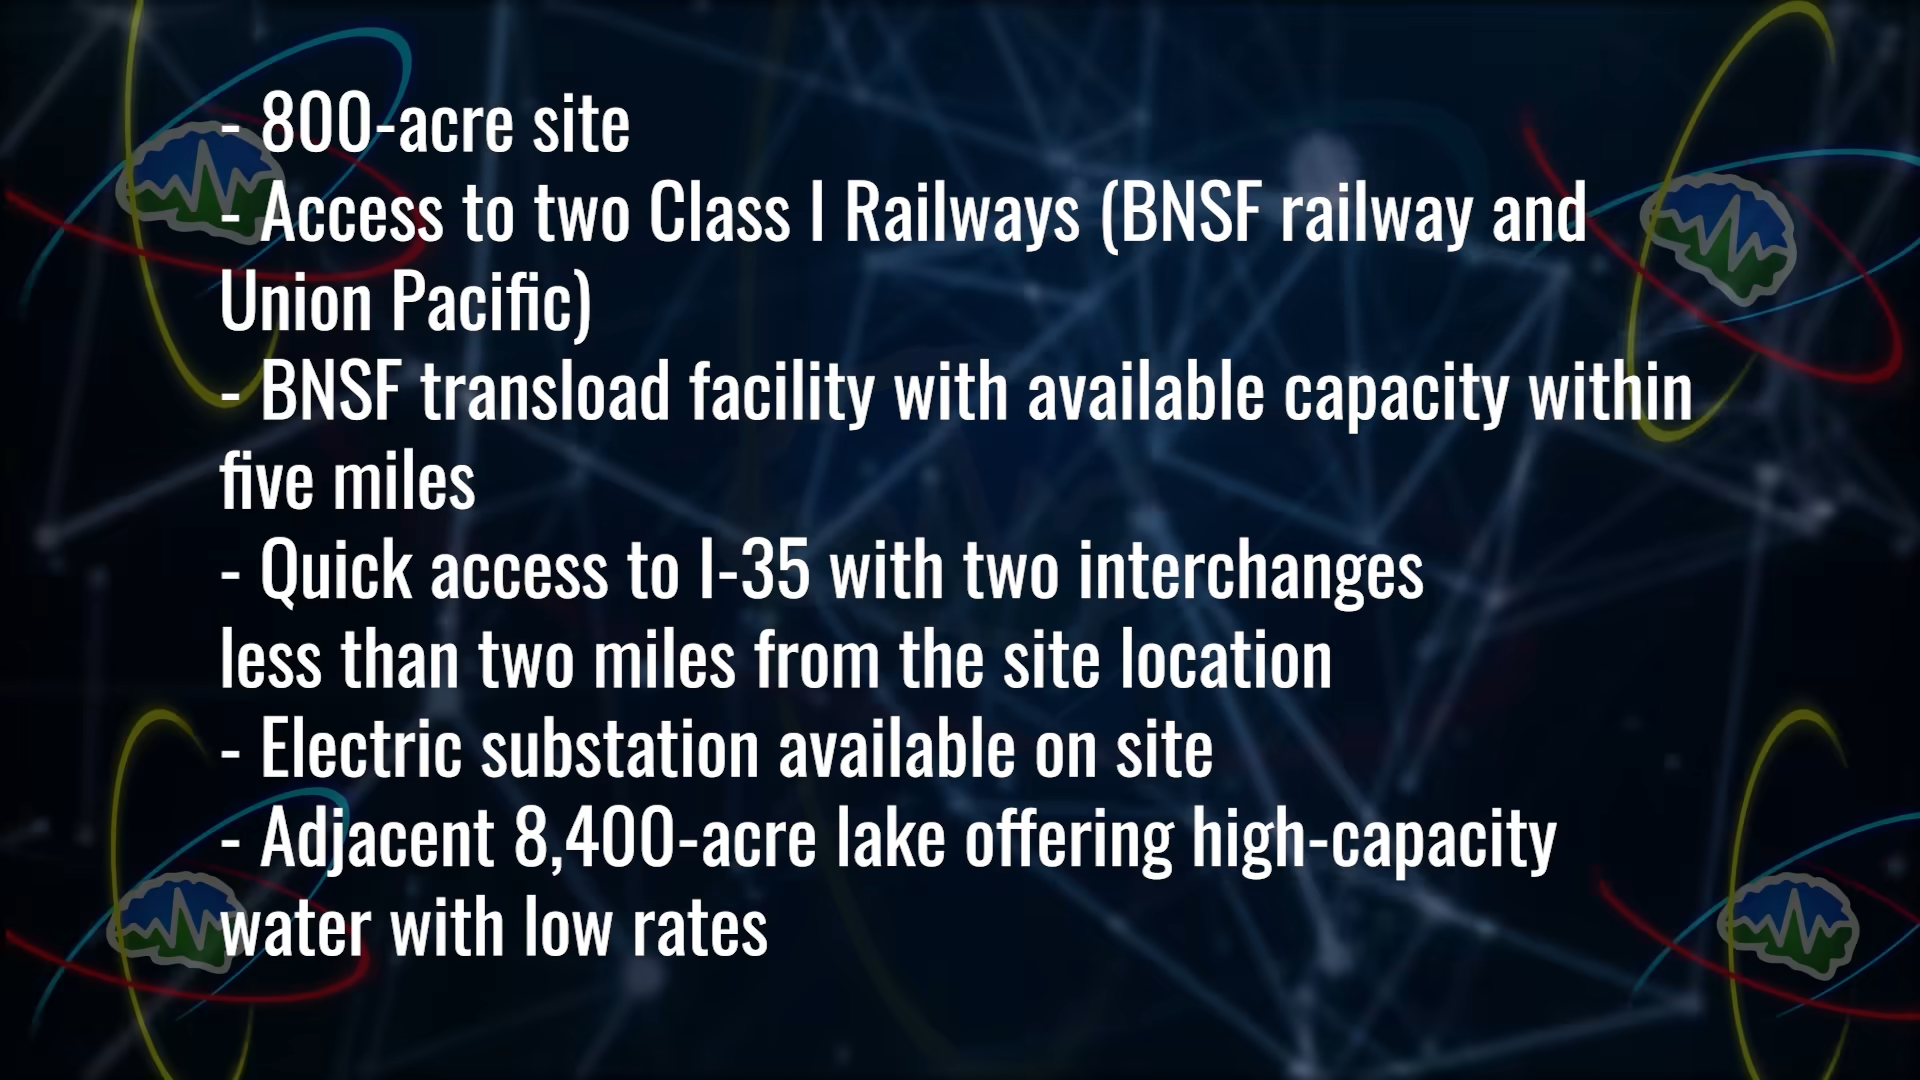 - 800-acre site
- Access to two Class I Railways (BNSF railway and
Union Pacific)
- BNSF transload facility with available capacity within
five miles
- Quick access to I-35 with two interchanges
less than two miles from the site location
- Electric substation available on site
- Adjacent 8,400-acre lake offering high-capacity
water with low rates